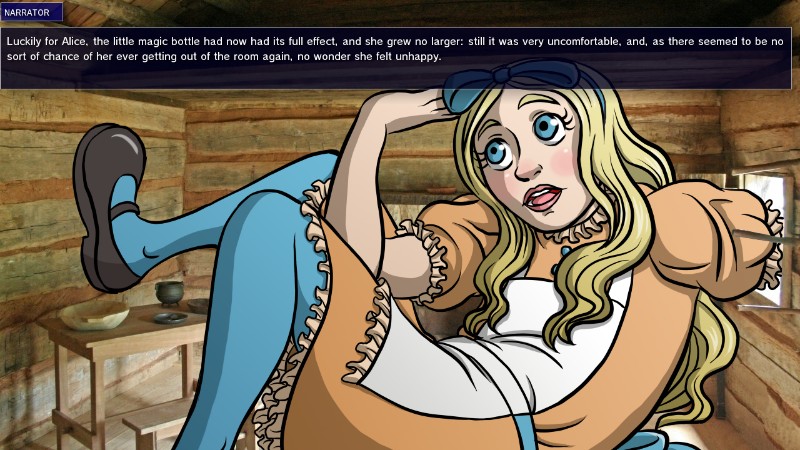 NARRATOR
Luckily for Alice, the little magic bottle had now had its full effect, and she grew no larger: still it was very uncomfortable, and, as there seemed to be no
sort of chance of her ever getting out of the room again, no wonder she felt unhappy.